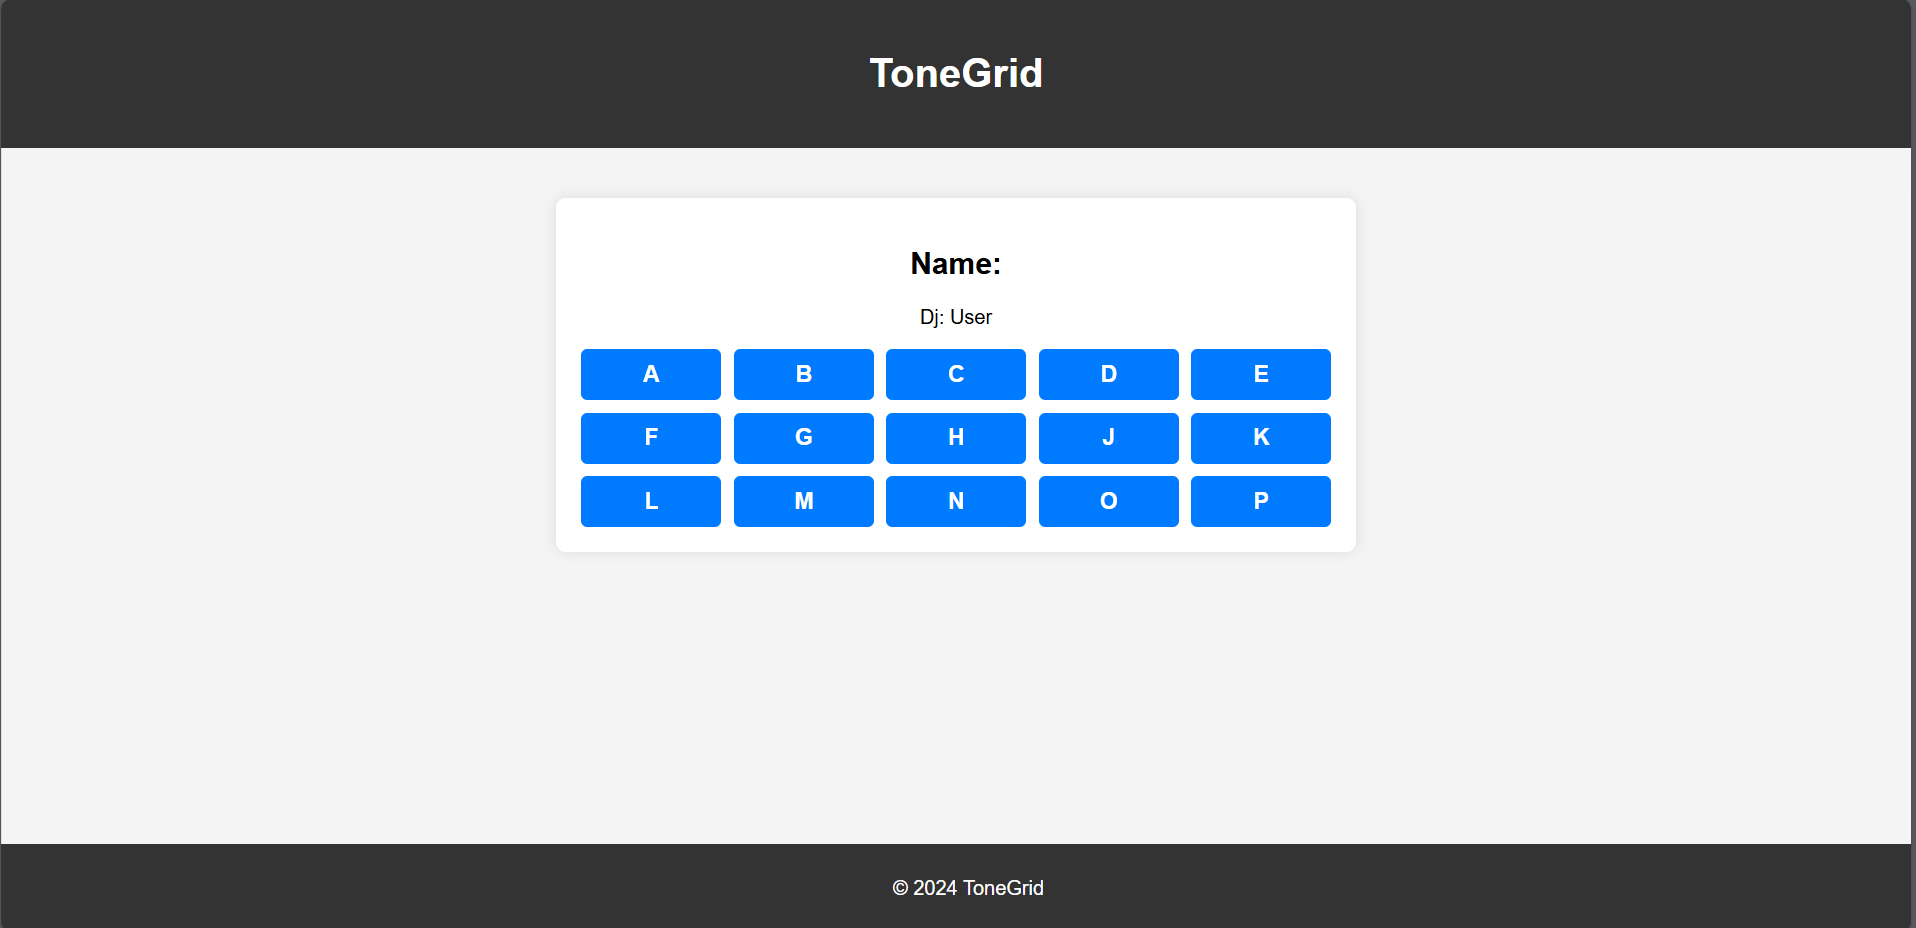 ToneGrid
Name:
Dj: User
A B C D E
F G H J K
L M N O P
© 2024 ToneGrid